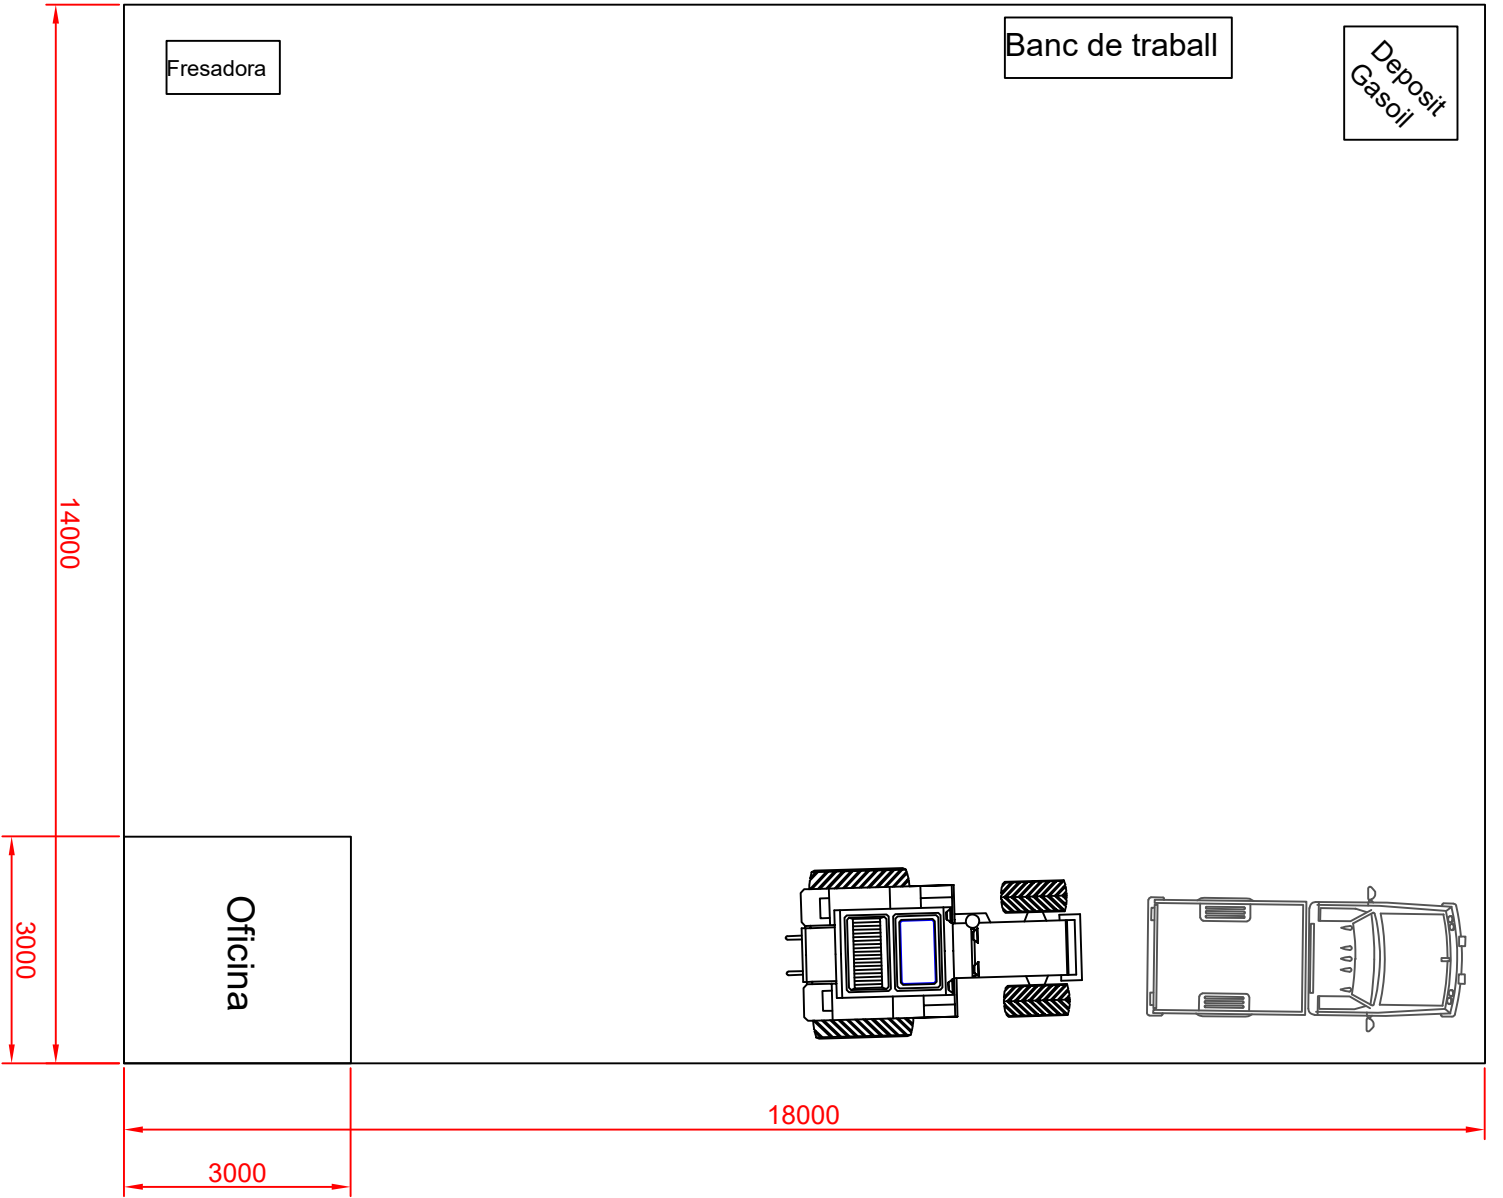 Fresadora
Banc de traball
Deposit
Gasoil
14000
3000
Oficina
18000
3000